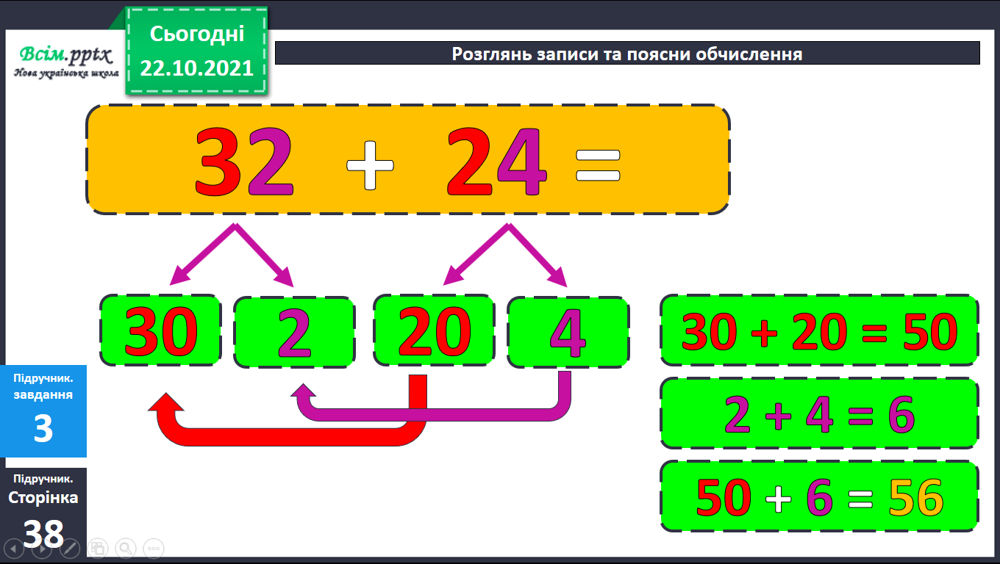 Всім.pptx
Нова українська школа
Сьогодні
22.10.2021
Розглянь записи та поясни обчислення
32 + 24 =
30 2 20 4
30 + 20 = 50
2 + 4 = 6
50 + 6 = 56
Підручник.
завдання
3
Підручник.
Сторінка
38